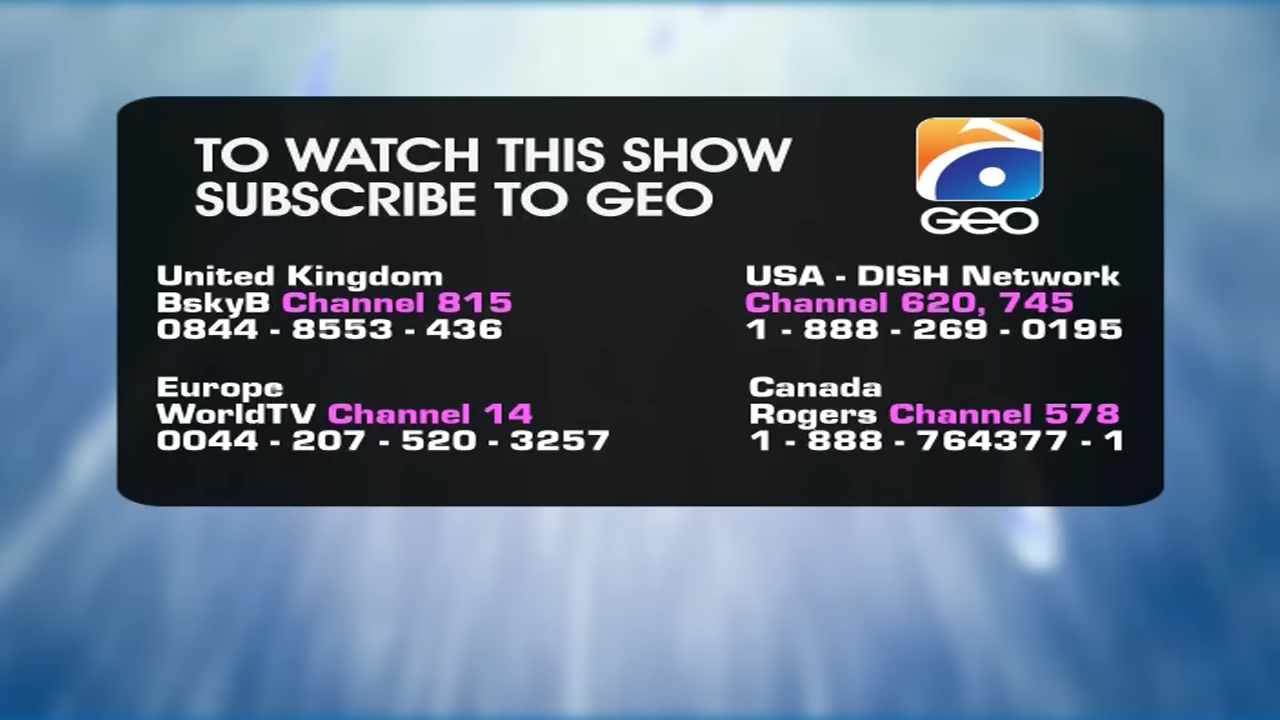 TO WATCH THIS SHOW
SUBSCRIBE TO GEO
GEO
United Kingdom
BskyB Channel 815
0844 - 8553 - 436
USA - DISH Network
Channel 620, 745
1 - 888 - 269 - 0195
Europe
WorldTV Channel 14
0044 - 207 - 520 - 3257
Canada
Rogers Channel 578
1 - 888 - 764377 - 1